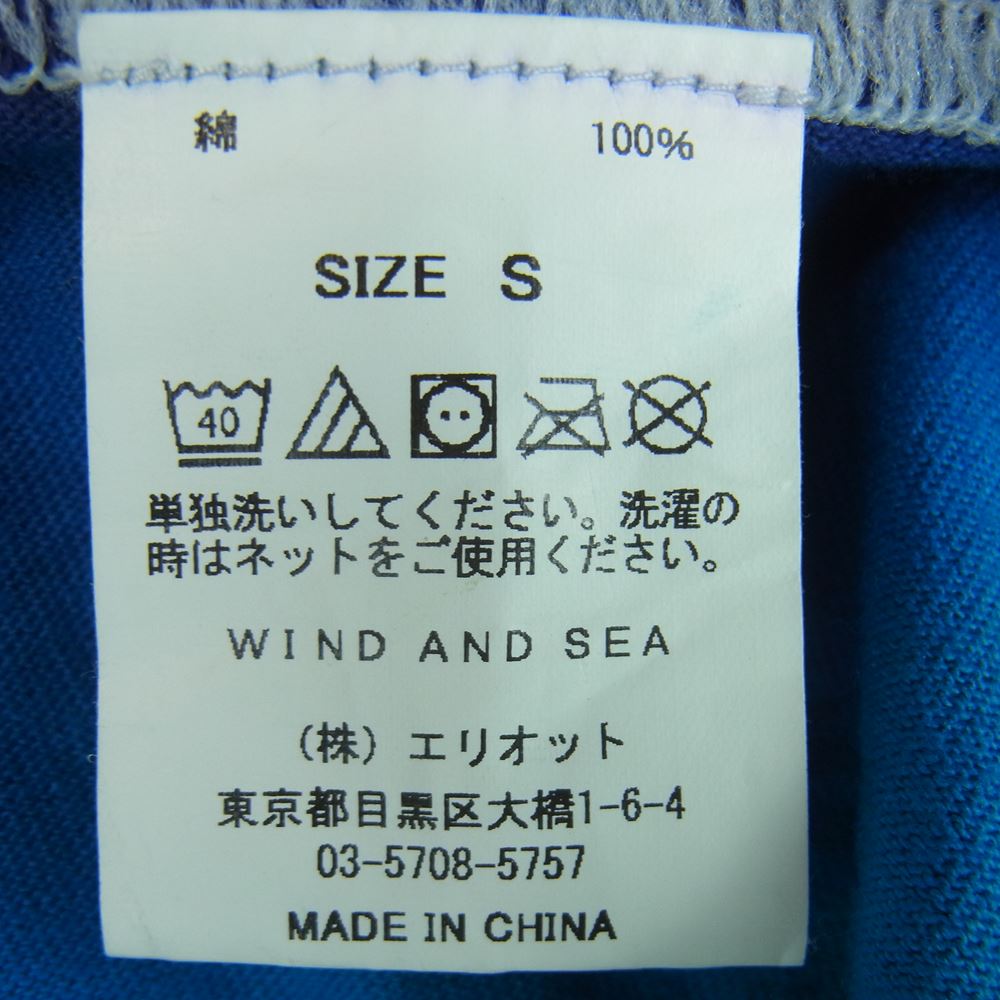 綿 100%
SIZE S
40
単独洗いしてください。洗濯の
時はネットをご使用ください。
WIND AND SEA
（株）エリオット
東京都目黒区大橋1-6-4
03-5708-5757
MADE IN CHINA